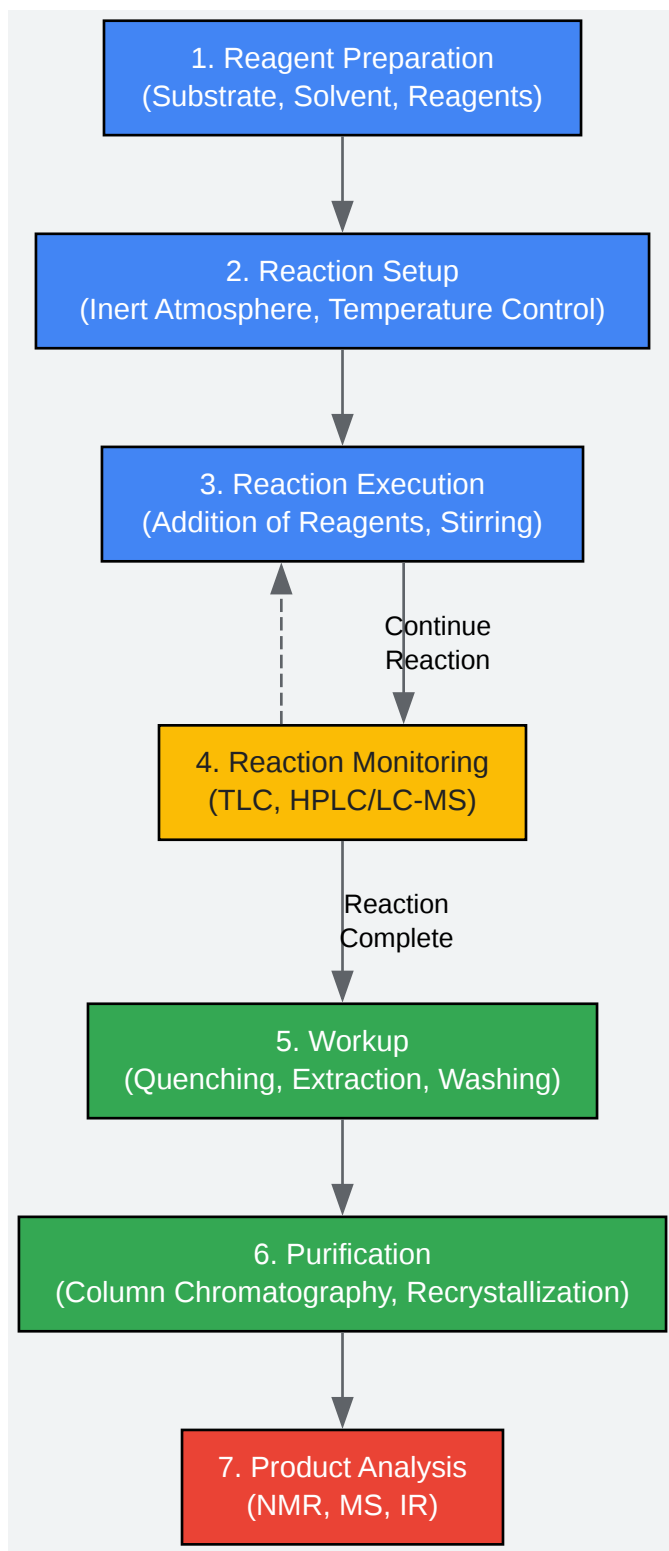 1. Reagent Preparation
(Substrate, Solvent, Reagents)
2. Reaction Setup
(Inert Atmosphere, Temperature Control)
3. Reaction Execution
(Addition of Reagents, Stirring)
Continue
Reaction
4. Reaction Monitoring
(TLC, HPLC/LC-MS)
Reaction
Complete
5. Workup
(Quenching, Extraction, Washing)
6. Purification
(Column Chromatography, Recrystallization)
7. Product Analysis
(NMR, MS, IR)